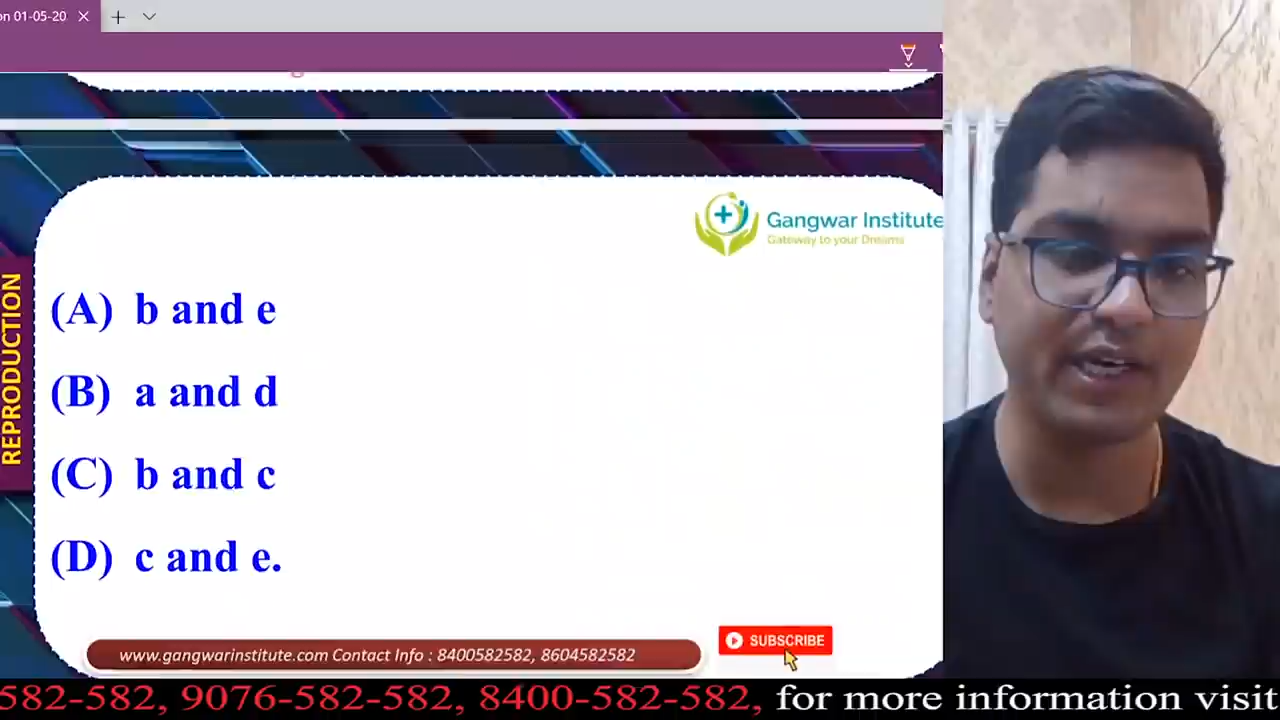 on 01-05-20
Gangwar Institute
Gateway to your Dreams
REPRODUCTION
(A) b and e
(B) a and d
(C) b and c
(D) c and e.
www.gangwarinstitute.com Contact Info : 8400582582, 8604582582
SUBSCRIBE
582-582, 9076-582-582, 8400-582-582, for more information visit